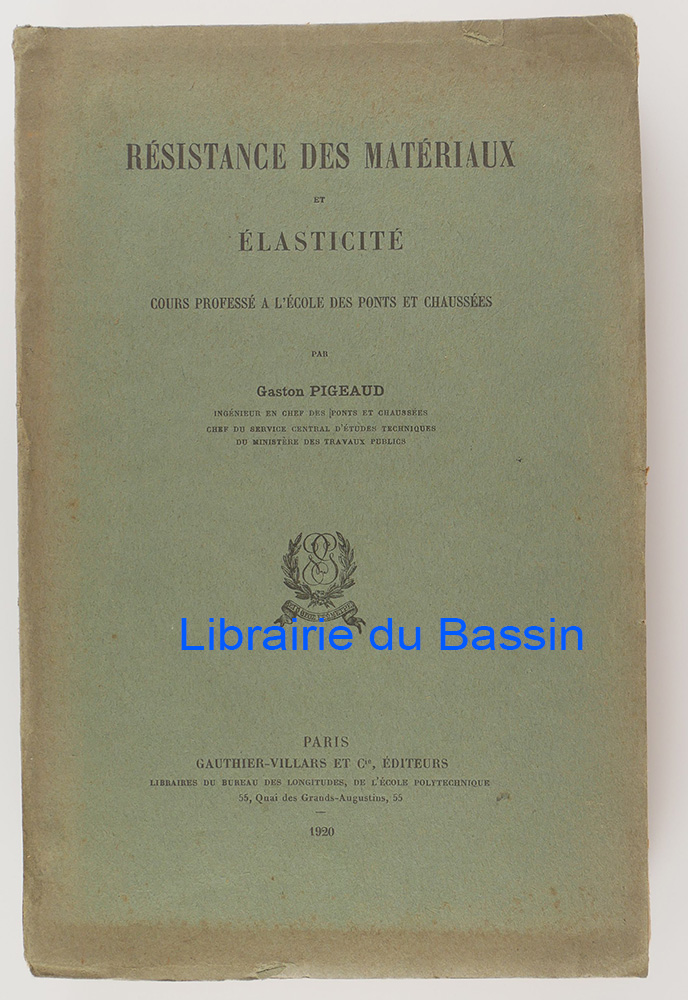 RÉSISTANCE DES MATÉRIAUX
ET
ÉLASTICITÉ
COURS PROFESSÉ A L'ÉCOLE DES PONTS ET CHAUSSÉES
PAR
Gaston PIGEAUD
INGÉNIEUR EN CHEF DES PONTS ET CHAUSSÉES
CHEF DU SERVICE CENTRAL D'ÉTUDES TECHNIQUES
DU MINISTÈRE DES TRAVAUX PUBLICS
Librairie du Bassin
PARIS
GAUTHIER-VILLARS ET Cie, ÉDITEURS
LIBRAIRES DU BUREAU DES LONGITUDES, DE L'ÉCOLE POLYTECHNIQUE
55, Quai des Grands-Augustins, 55
1920